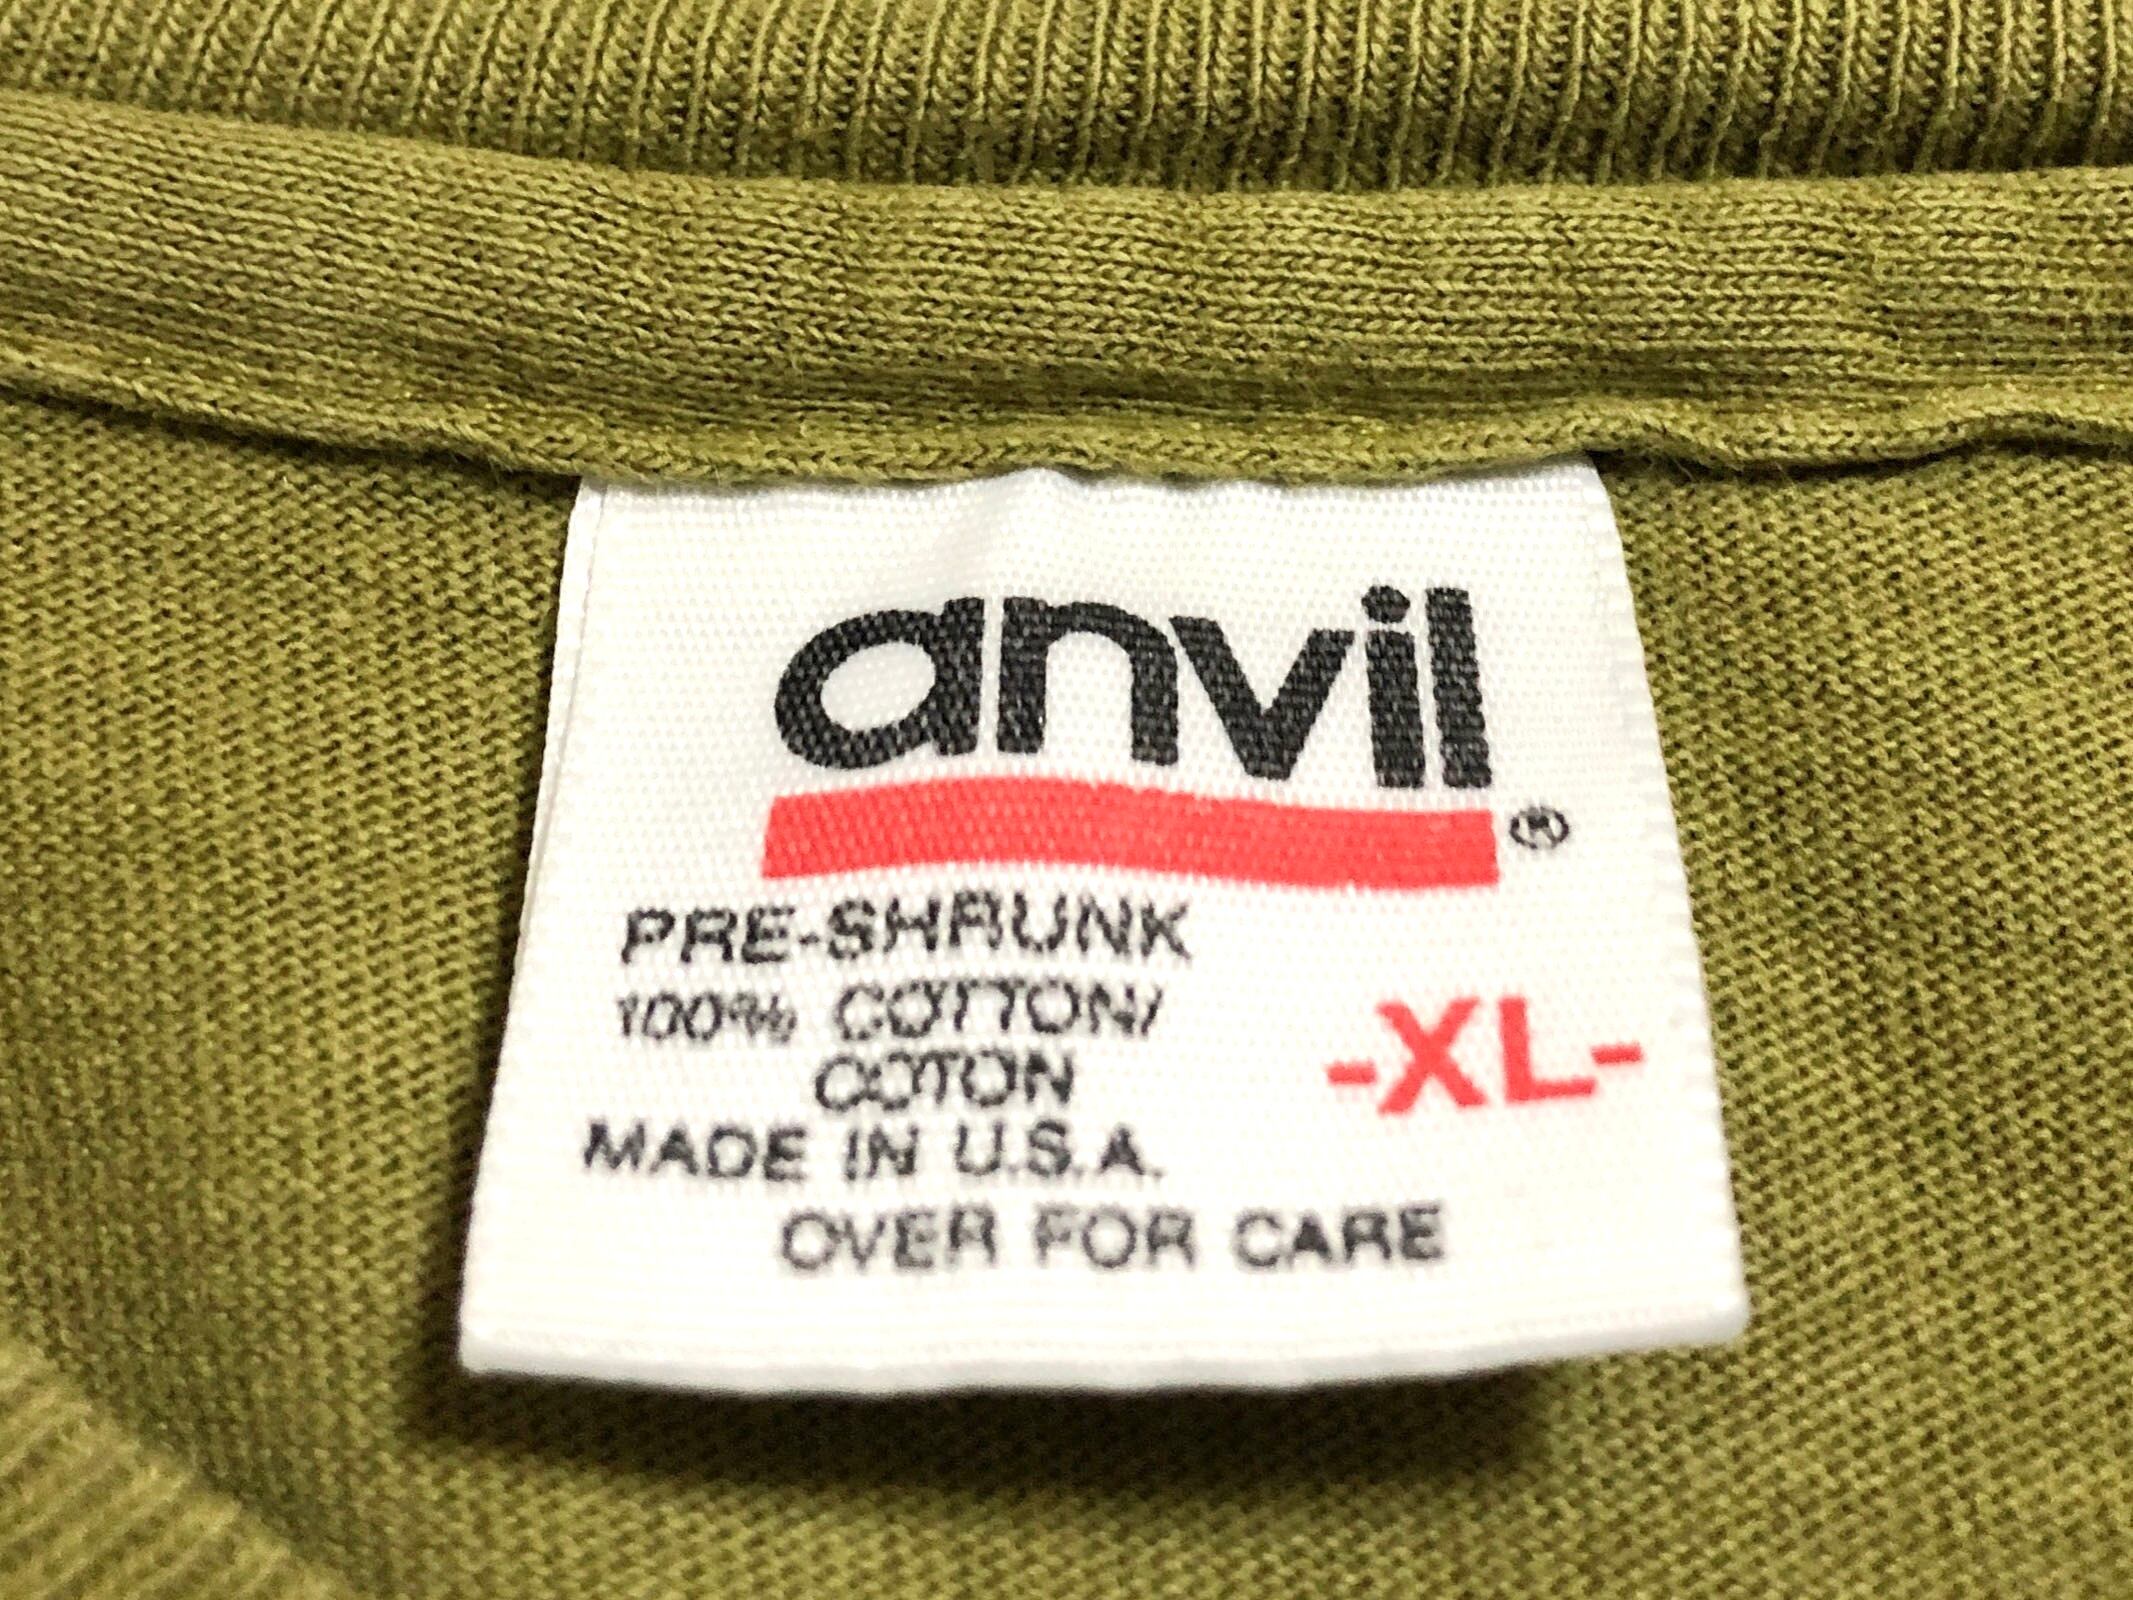 anvil
®
PRE-SHRUNK
100% COTTON/
COTON
-XL-
MADE IN U.S.A.
OVER FOR CARE